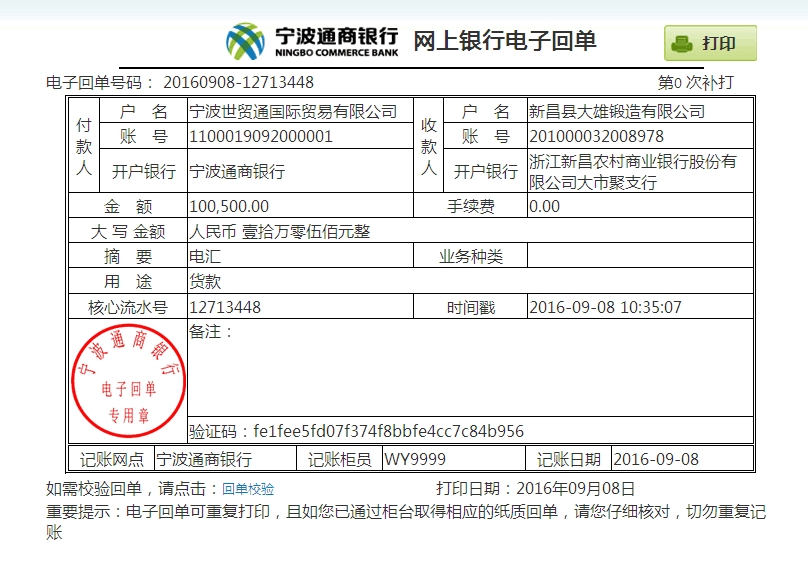 宁波通商银行 网上银行电子回单
NINGBO COMMERCE BANK
打印
电子回单号码： 20160908-12713448 第0 次补打
付款人 户 名 宁波世贸通国际贸易有限公司 收款人 户 名 新昌县大雄锻造有限公司
账 号 1100019092000001 账 号 201000032008978
开户银行 宁波通商银行 开户银行 浙江新昌农村商业银行股份有
限公司大市聚支行
金 额 100,500.00 手续费 0.00
大 写 金额 人民币 壹拾万零伍佰元整
摘 要 电汇 业务种类
用 途 货款
核心流水号 12713448 时间戳 2016-09-08 10:35:07
备注：
宁波通商银行
电子回单
专用章
验证码：fe1fee5fd07f374f8bbfe4cc7c84b956
记账网点 宁波通商银行 记账柜员 WY9999 记账日期 2016-09-08
如需校验回单，请点击：回单校验 打印日期：2016年09月08日
重要提示：电子回单可重复打印，且如您已通过柜台取得相应的纸质回单，请您仔细核对，切勿重复记
账